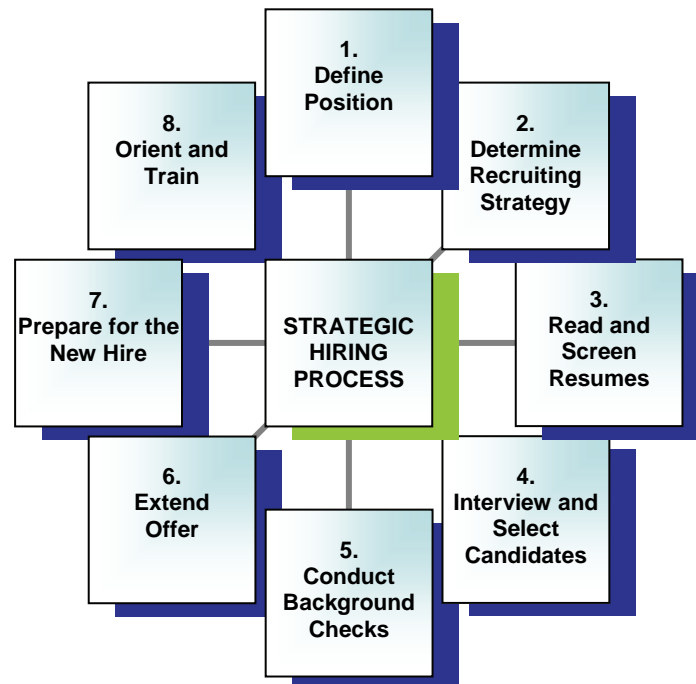 1.
Define
Position
2.
Determine
Recruiting
Strategy
3.
Read and
Screen
Resumes
4.
Interview and
Select
Candidates
5.
Conduct
Background
Checks
6.
Extend
Offer
7.
Prepare for the
New Hire
8.
Orient and
Train
STRATEGIC
HIRING
PROCESS